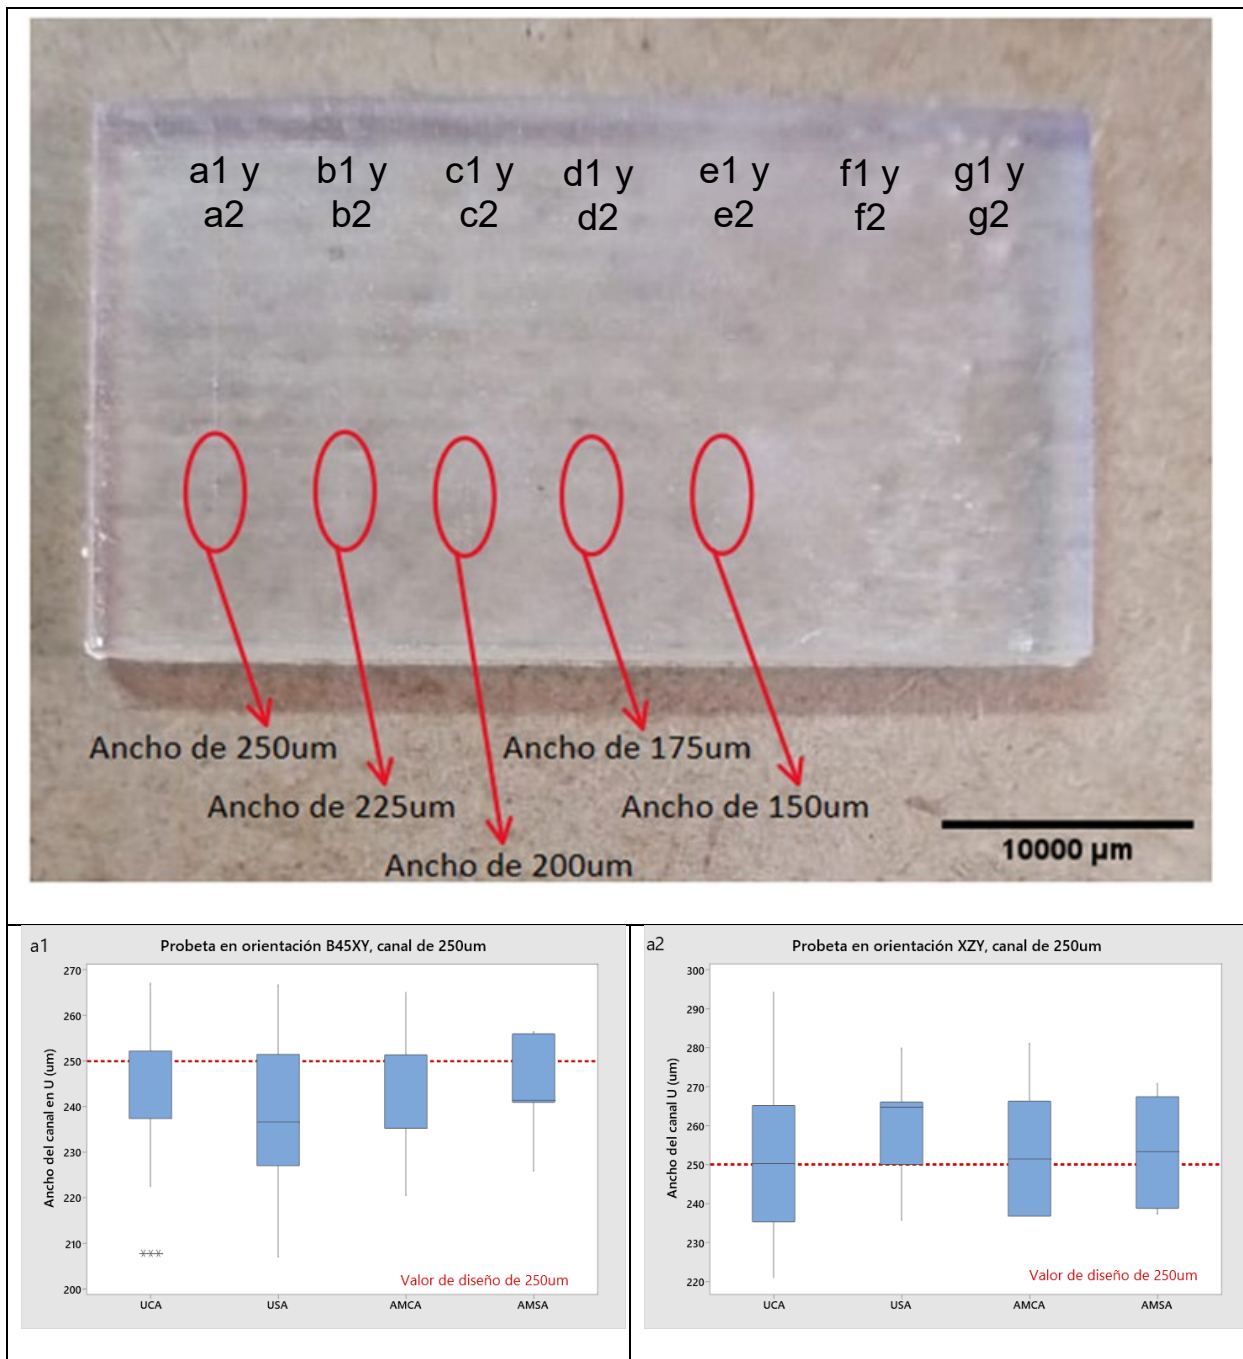 a1 y b1 y c1 y d1 y e1 y f1 y g1 y
a2 b2 c2 d2 e2 f2 g2
Ancho de 250um Ancho de 175um
Ancho de 225um Ancho de 150um
10000 µm
Ancho de 200um
a1 Probeta en orientación B45XY, canal de 250um
Ancho del canal en U (um)
270
260
250
240
230
220
210
200
***
Valor de diseño de 250um
UCA USA AMCA AMSA
a2 Probeta en orientación XZY, canal de 250um
Ancho del canal U (um)
300
290
280
270
260
250
240
230
220
Valor de diseño de 250um
UCA USA AMCA AMSA